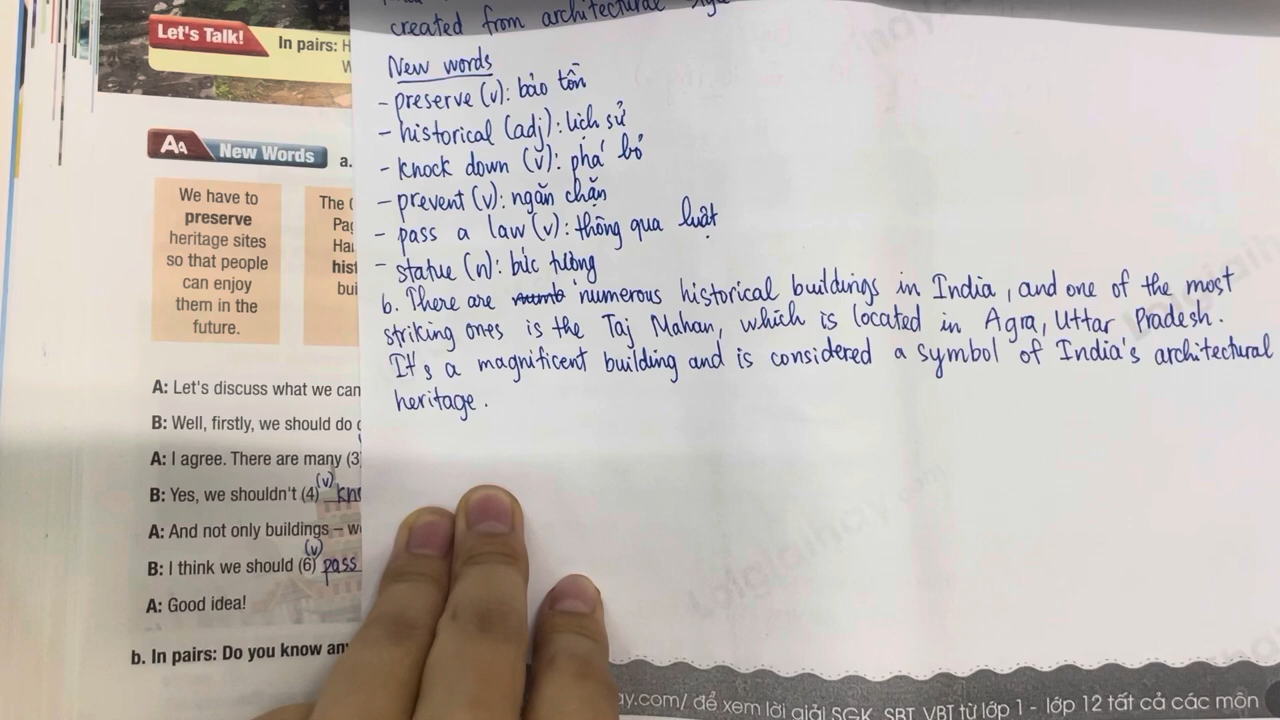 Let's Talk!
In pairs:
created from architectural
New words
- preserve (v): bảo tồn
- historical (adj): lịch sử
- knock down (v): phá bỏ
- prevent (v): ngăn chặn
- pass a law (v): thông qua luật
- statue (n): bức tường
b. There are numb numerous historical buildings in India, and one of the most
striking ones is the Taj Mahan, which is located in Agra, Uttar Pradesh.
It's a magnificent building and is considered a symbol of India's architectural
heritage.
AA New Words a.
We have to
preserve
heritage sites
so that people
can enjoy
them in the
future.
The
A: Let's discuss what we can
B: Well, firstly, we should do
A: I agree. There are many (3
B: Yes, we shouldn't (4)
(v)
A: And not only buildings –
B: I think we should (6) pass
(v)
A: Good idea!
b. In pairs: Do you know
ay.com/ để xem lời giải SGK, SBT, VBT từ lớp 1 - lớp 12 tất cả các môn
Loigiaihay.com